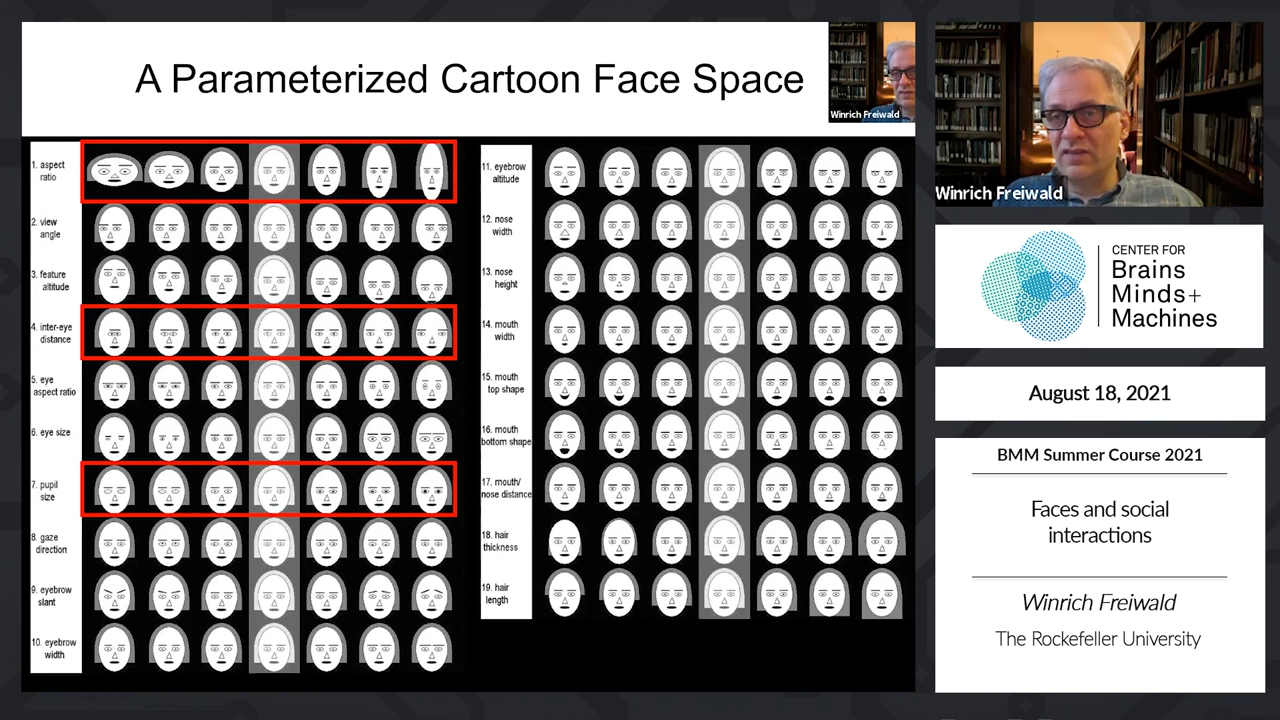 A Parameterized Cartoon Face Space
Winrich Freiwald
1. aspect
ratio
2. view
angle
3. feature
altitude
4. inter-eye
distance
5. eye
aspect ratio
6. eye size
7. pupil
size
8. gaze
direction
9. eyebrow
slant
10. eyebrow
width
11. eyebrow
altitude
12. nose
width
13. nose
height
14. mouth
width
15. mouth
top shape
16. mouth
bottom shape
17. mouth/
nose distance
18. hair
thickness
19. hair
length
Winrich Freiwald
CENTER FOR
Brains
Minds+
Machines
August 18, 2021
BMM Summer Course 2021
Faces and social
interactions
Winrich Freiwald
The Rockefeller University